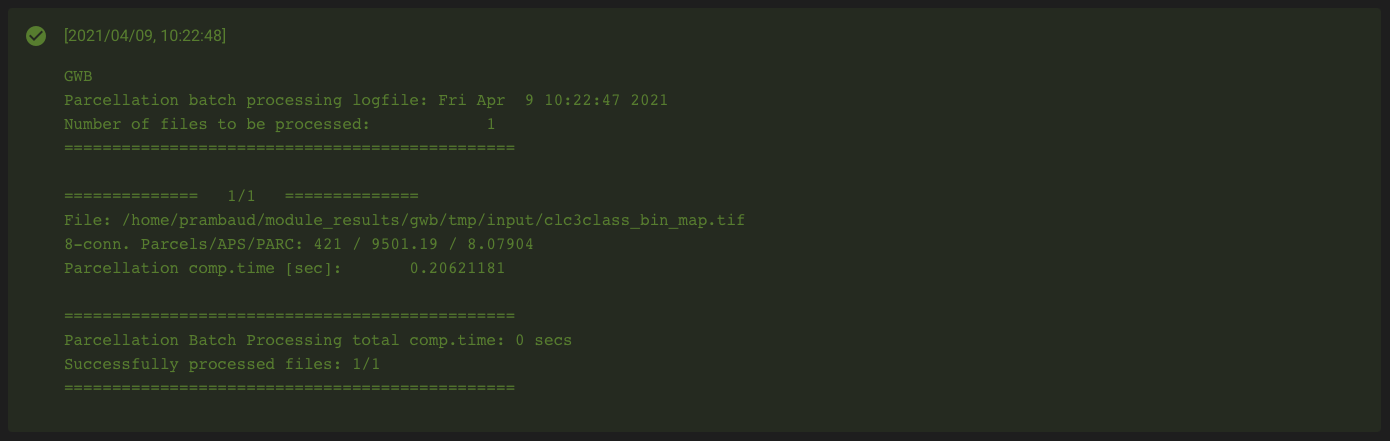 [2021/04/09, 10:22:48]
GWB
Parcellation batch processing logfile: Fri Apr  9 10:22:47 2021
Number of files to be processed:            1
===============================================
==============   1/1   ==============
File: /home/prambaud/module_results/gwb/tmp/input/clc3class_bin_map.tif
8-conn. Parcels/APS/PARC: 421 / 9501.19 / 8.07904
Parcellation comp.time [sec]:       0.20621181
===============================================
Parcellation Batch Processing total comp.time: 0 secs
Successfully processed files: 1/1
===============================================